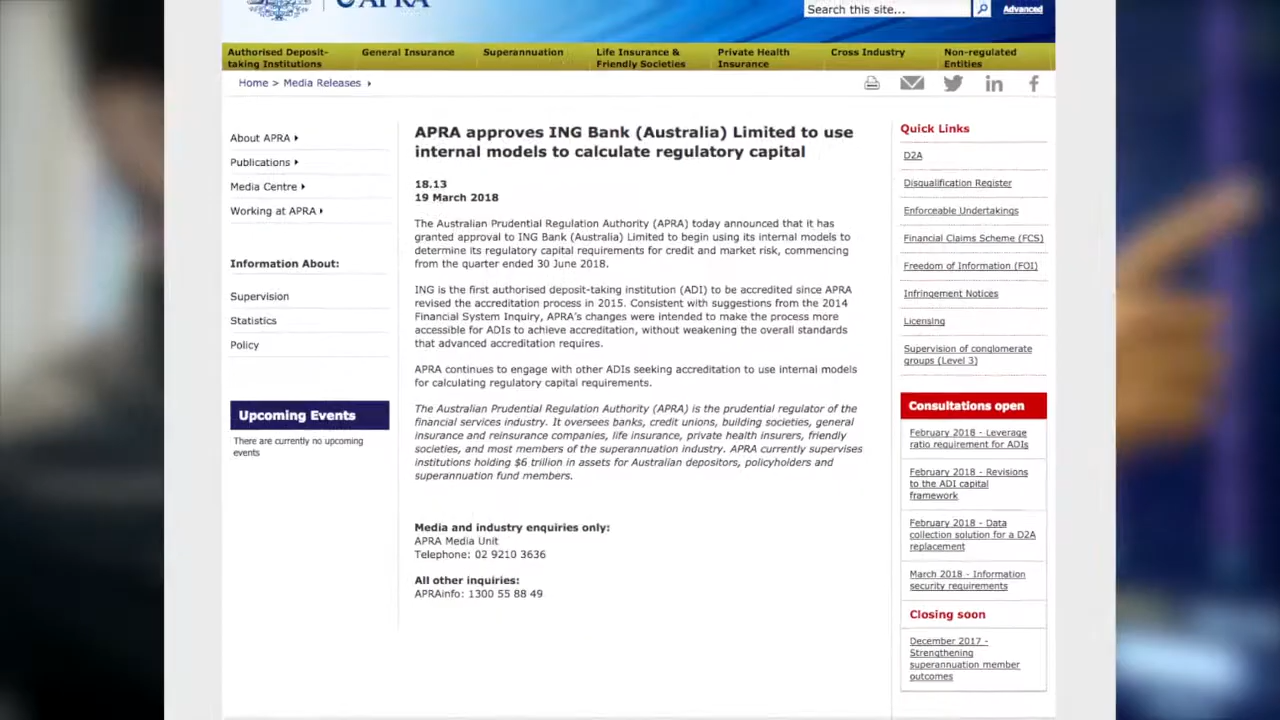 APRA
Search this site...
Advanced
Authorised Deposit-
taking Institutions
General Insurance
Superannuation
Life Insurance &
Friendly Societies
Private Health
Insurance
Cross Industry
Non-regulated
Entities
Home > Media Releases
About APRA
Publications
Media Centre
Working at APRA
Information About:
Supervision
Statistics
Policy
Upcoming Events
There are currently no upcoming
events
APRA approves ING Bank (Australia) Limited to use
internal models to calculate regulatory capital
18.13
19 March 2018
The Australian Prudential Regulation Authority (APRA) today announced that it has
granted approval to ING Bank (Australia) Limited to begin using its internal models to
determine its regulatory capital requirements for credit and market risk, commencing
from the quarter ended 30 June 2018.
ING is the first authorised deposit-taking institution (ADI) to be accredited since APRA
revised the accreditation process in 2015. Consistent with suggestions from the 2014
Financial System Inquiry, APRA's changes were intended to make the process more
accessible for ADIs to achieve accreditation, without weakening the overall standards
that advanced accreditation requires.
APRA continues to engage with other ADIs seeking accreditation to use internal models
for calculating regulatory capital requirements.
The Australian Prudential Regulation Authority (APRA) is the prudential regulator of the
financial services industry. It oversees banks, credit unions, building societies, general
insurance and reinsurance companies, life insurance, private health insurers, friendly
societies, and most members of the superannuation industry. APRA currently supervises
institutions holding $6 trillion in assets for Australian depositors, policyholders and
superannuation fund members.
Media and industry enquiries only:
APRA Media Unit
Telephone: 02 9210 3636
All other inquiries:
APRAinfo: 1300 55 88 49
Quick Links
D2A
Disqualification Register
Enforceable Undertakings
Financial Claims Scheme (FCS)
Freedom of Information (FOI)
Infringement Notices
Licensing
Supervision of conglomerate
groups (Level 3)
Consultations open
February 2018 - Leverage
ratio requirement for ADIs
February 2018 - Revisions
to the ADI capital
framework
February 2018 - Data
collection solution for a D2A
replacement
March 2018 - Information
security requirements
Closing soon
December 2017 -
Strengthening
superannuation member
outcomes